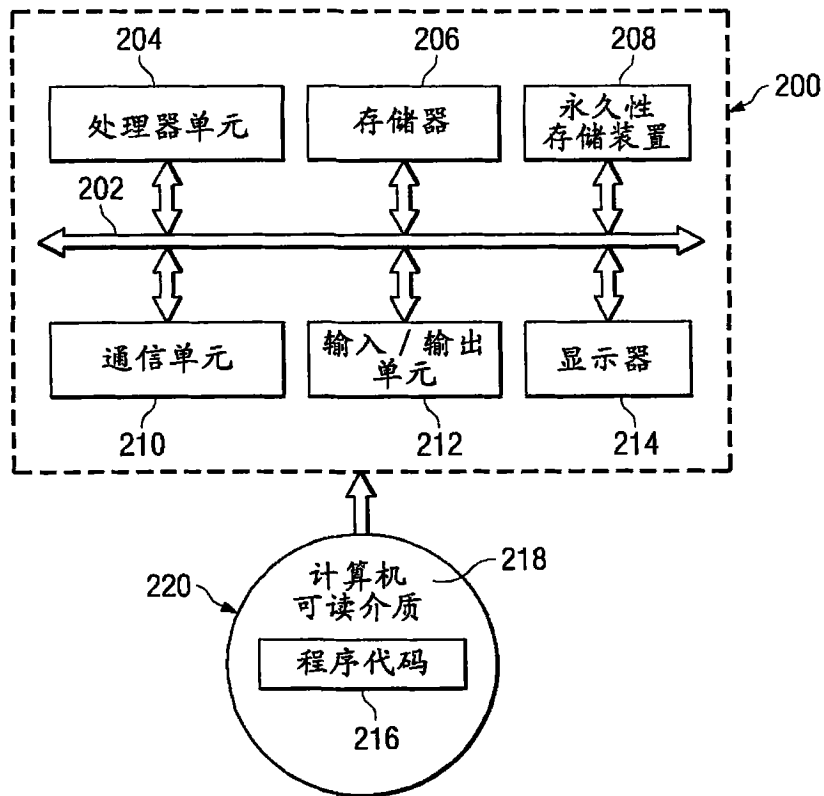 204
206
208
200
处理器单元
存储器
永久性
存储装置
202
通信单元
输入 / 输出
单元
显示器
210
212
214
220
218
计算机
可读介质
程序代码
216